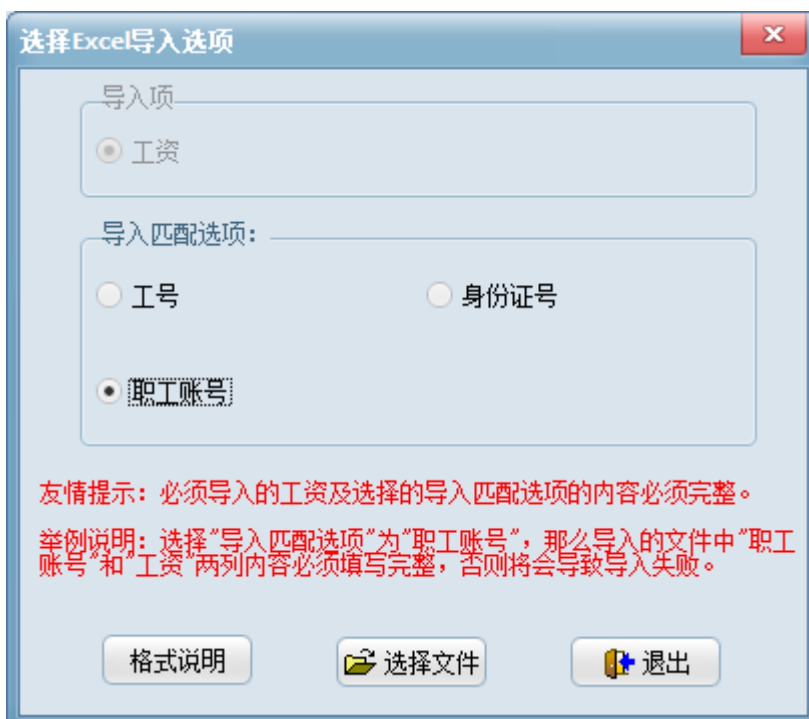 选择Excel导入选项
导入项
工资
导入匹配选项：
工号 身份证号
职工账号
友情提示：必须导入的工资及选择的导入匹配选项的内容必须完整。
举例说明：选择"导入匹配选项"为"职工账号"，那么导入的文件中"职工
账号"和"工资"两列内容必须填写完整，否则将会导致导入失败。
格式说明 选择文件 退出